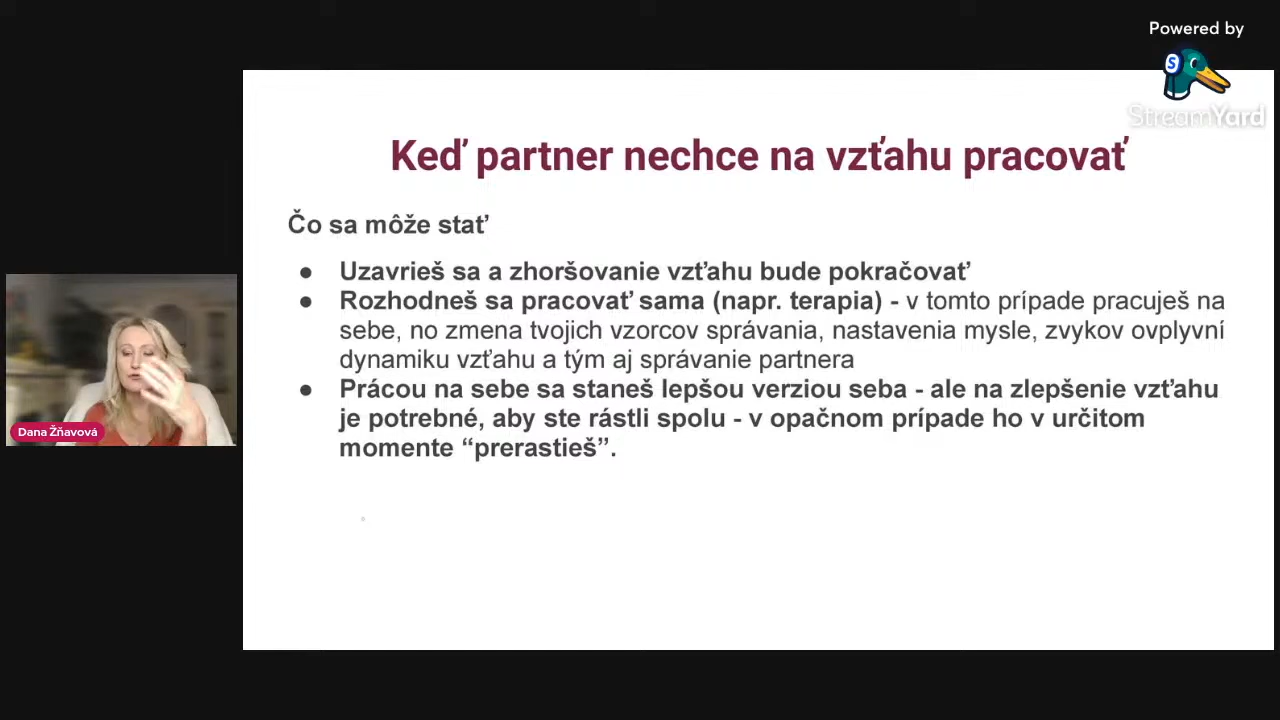 Powered by
StreamYard
Keď partner nechce na vzťahu pracovať
Čo sa môže stať
● Uzavrieš sa a zhoršovanie vzťahu bude pokračovať
● Rozhodneš sa pracovať sama (napr. terapia) - v tomto prípade pracuješ na
sebe, no zmena tvojich vzorcov správania, nastavenia mysle, zvykov ovplyvní
dynamiku vzťahu a tým aj správanie partnera
● Prácou na sebe sa staneš lepšou verziou seba - ale na zlepšenie vzťahu
je potrebné, aby ste rástli spolu - v opačnom prípade ho v určitom
momente “prerastieš”.
Dana Žňavová